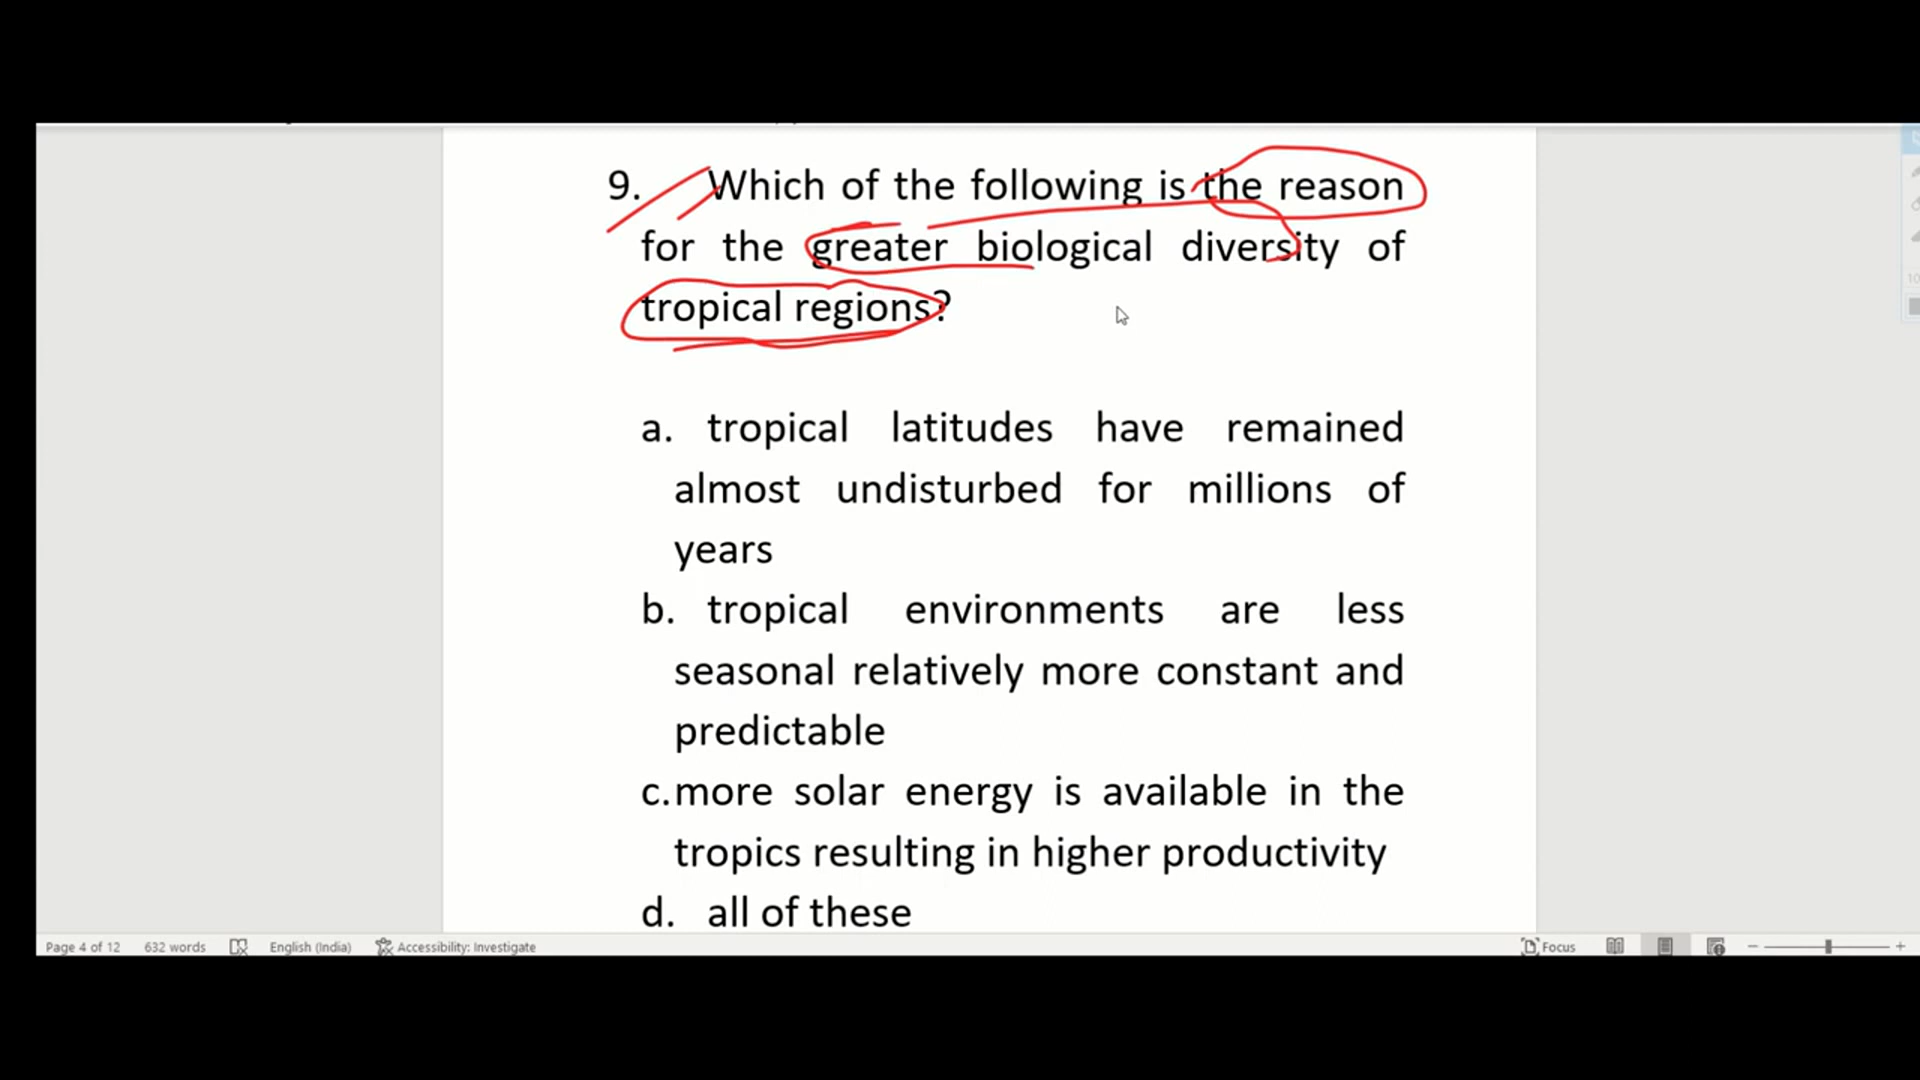 9. Which of the following is the reason
for the greater biological diversity of
tropical regions?
a. tropical latitudes have remained
almost undisturbed for millions of
years
b. tropical environments are less
seasonal relatively more constant and
predictable
c. more solar energy is available in the
tropics resulting in higher productivity
d. all of these
Page 4 of 12 632 words English (India) Accessibility: Investigate Focus